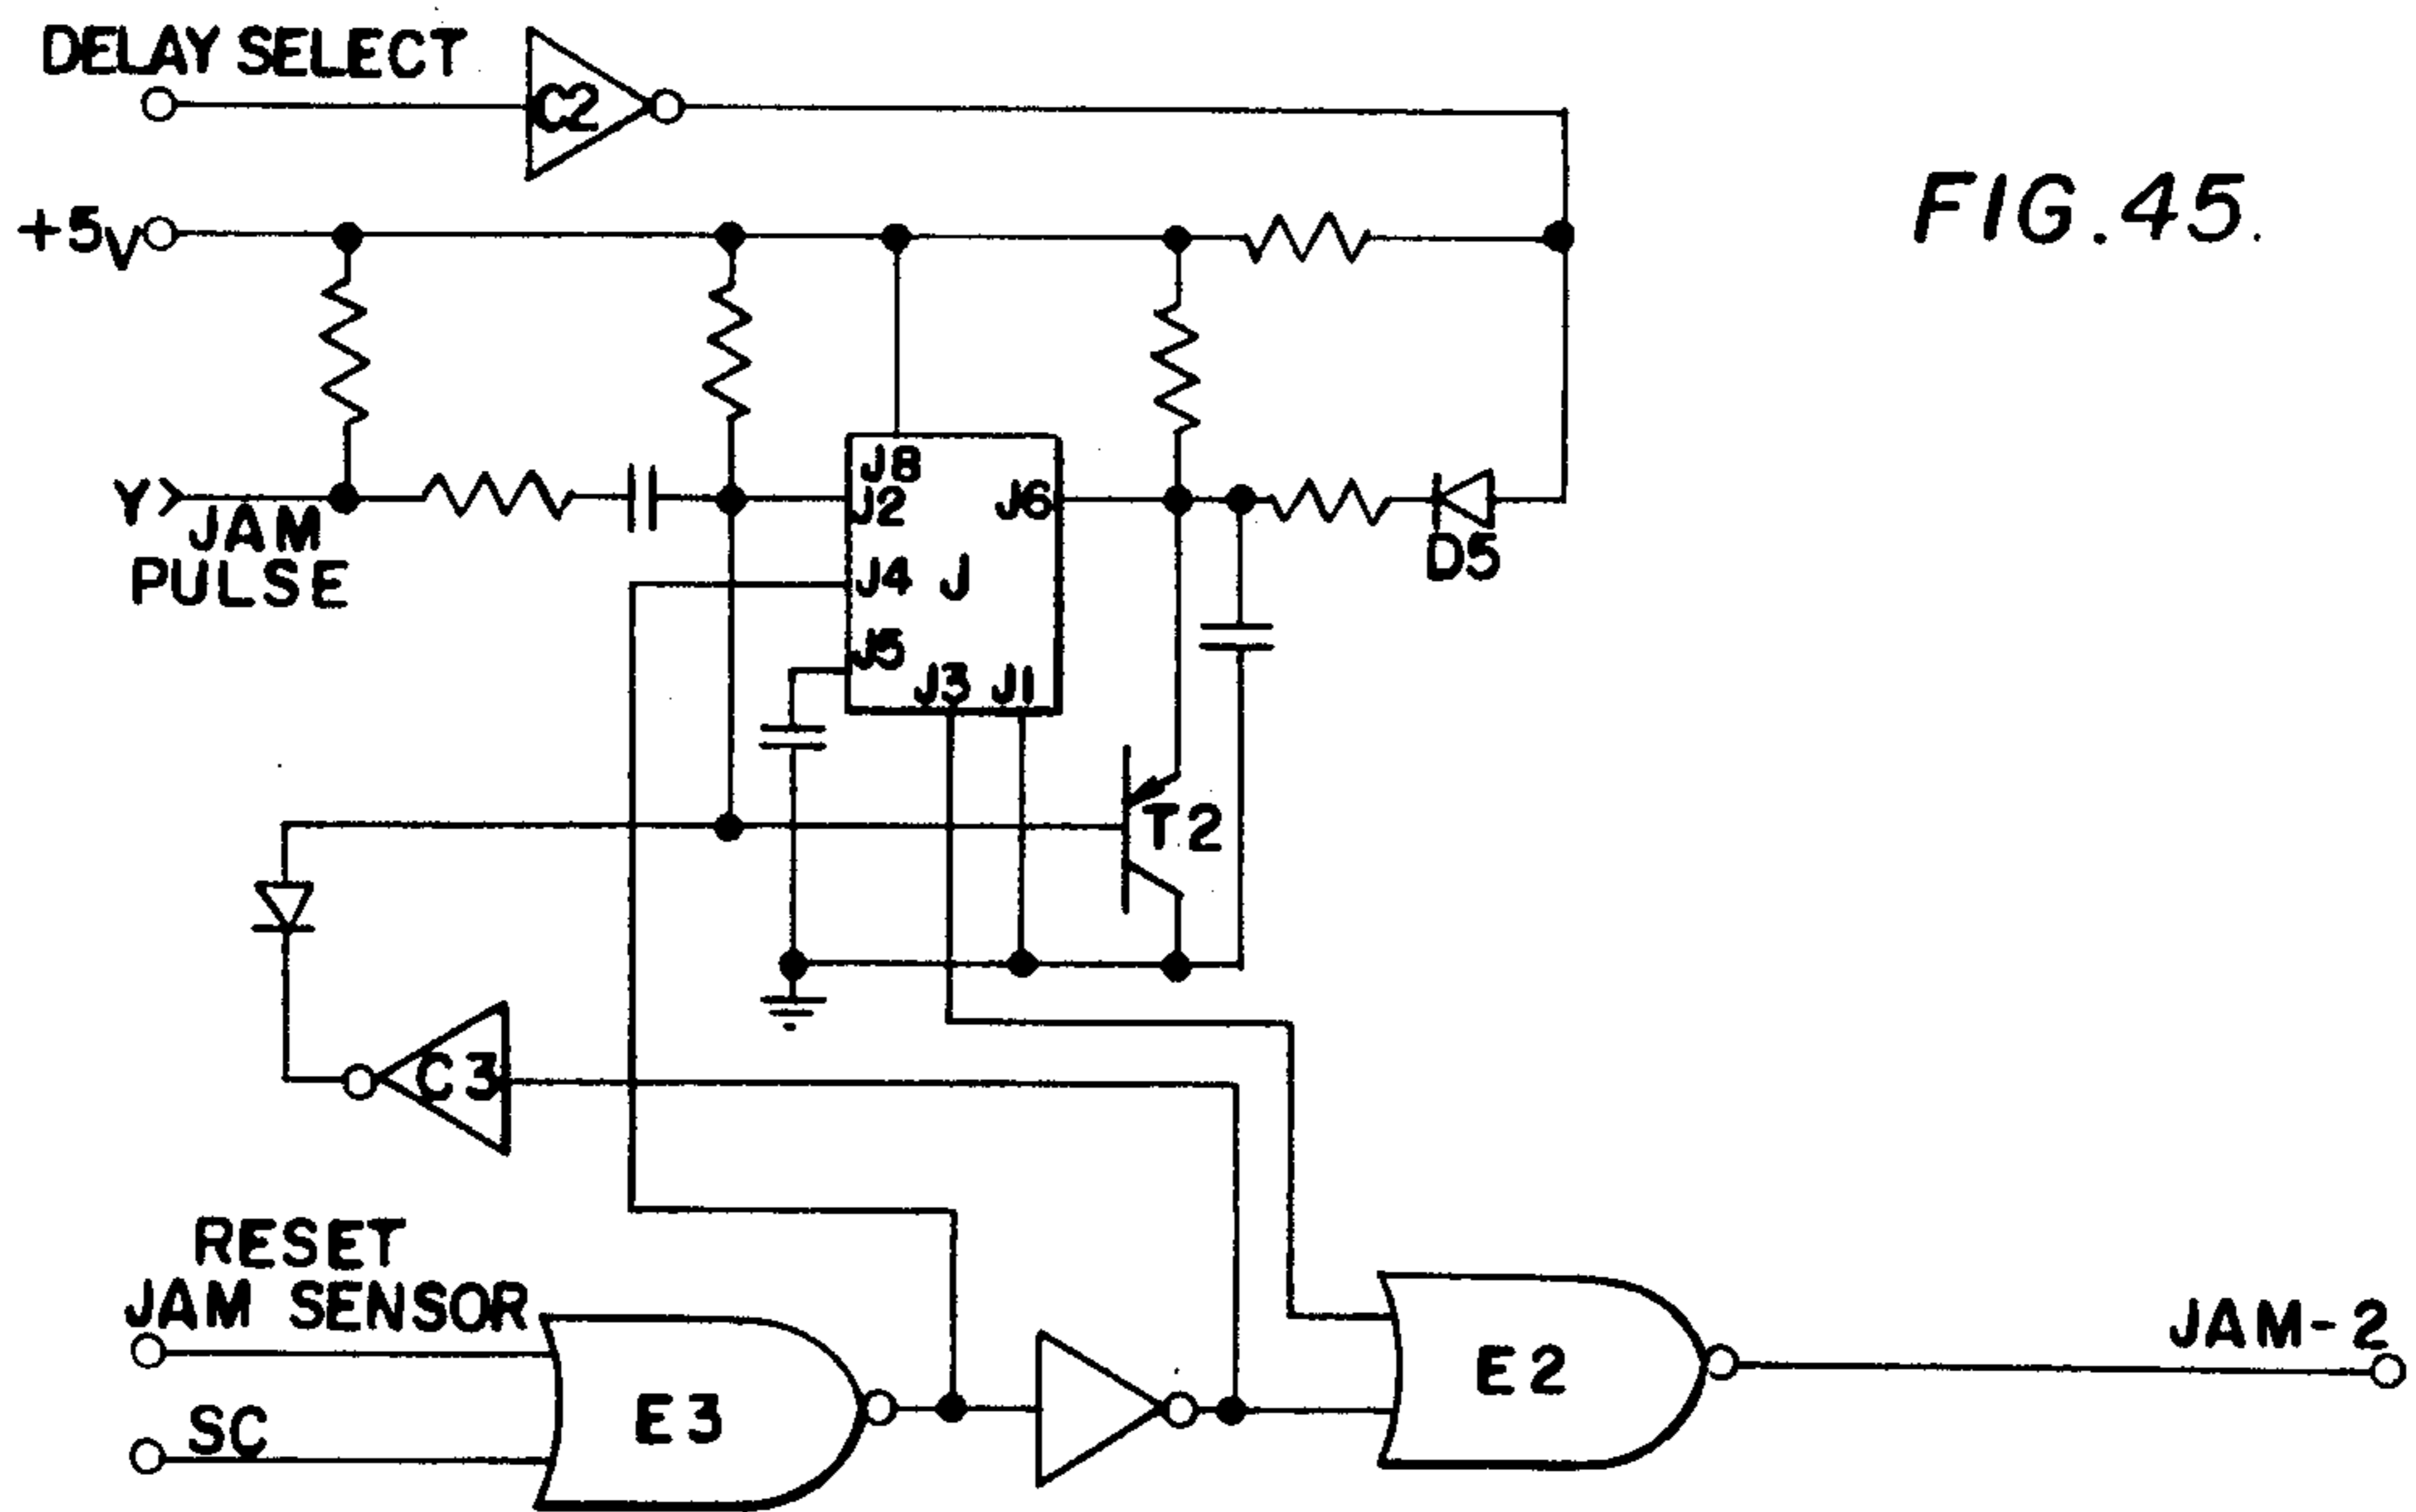 DELAY SELECT
C2
+5V
FIG. 45.
J8
Y
J2
J6
JAM
PULSE
D5
J4
J
J5
J3 J1
T2
C3
RESET
JAM SENSOR
JAM-2
E2
E3
SC